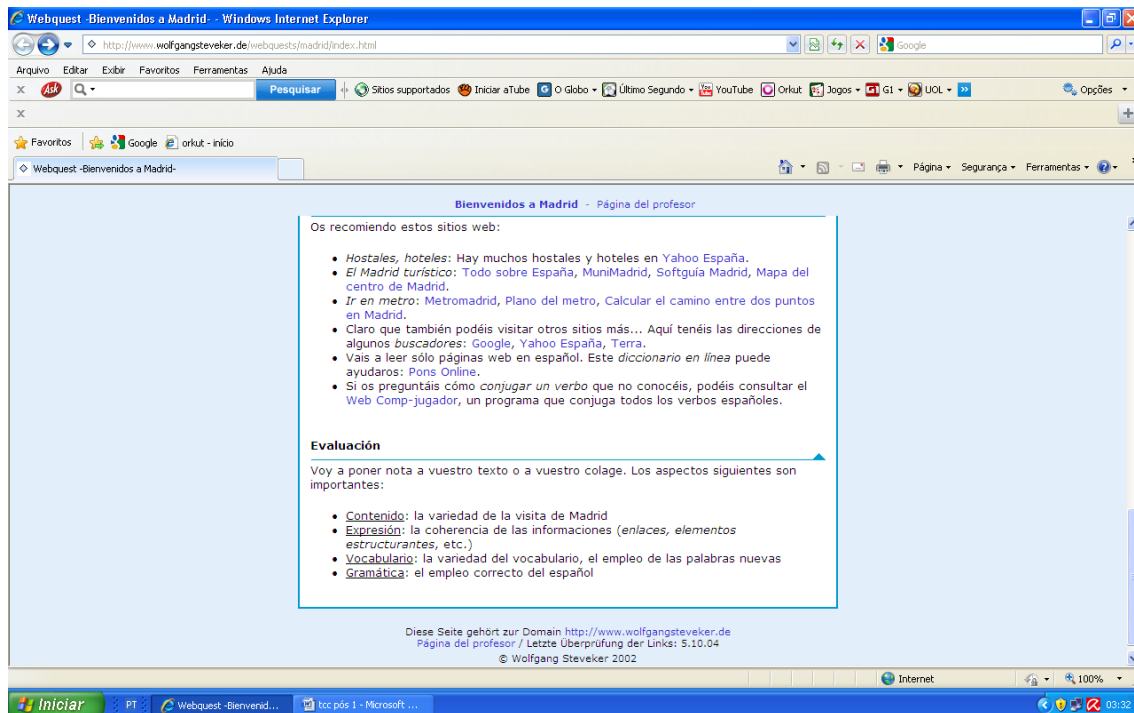 Webquest -Bienvenidos a Madrid- - Windows Internet Explorer
http://www.wolfgangsteveker.de/webquests/madrid/index.html
Google
Arquivo Editar Exibir Favoritos Ferramentas Ajuda
x Ask Pesquisar Sitios supportados Iniciar aTube G O Globo Último Segundo YouTube Orkut Jogos G1 UOL Opções
x
Favoritos Google orkut - início
Webquest -Bienvenidos a Madrid- Página Segurança Ferramentas
Bienvenidos a Madrid - Página del profesor
Os recomiendo estos sitios web:
• Hostales, hoteles: Hay muchos hostales y hoteles en Yahoo España.
• El Madrid turístico: Todo sobre España, MuniMadrid, Softguía Madrid, Mapa del
centro de Madrid.
• Ir en metro: Metromadrid, Plano del metro, Calcular el camino entre dos puntos
en Madrid.
• Claro que también podéis visitar otros sitios más... Aquí tenéis las direcciones de
algunos buscadores: Google, Yahoo España, Terra.
• Vais a leer sólo páginas web en español. Este diccionario en línea puede
ayudaros: Pons Online.
• Si os preguntáis cómo conjugar un verbo que no conocéis, podéis consultar el
Web Comp-jugador, un programa que conjuga todos los verbos españoles.
Evaluación
Voy a poner nota a vuestro texto o a vuestro colage. Los aspectos siguientes son
importantes:
• Contenido: la variedad de la visita de Madrid
• Expresión: la coherencia de las informaciones (enlaces, elementos
estructurantes, etc.)
• Vocabulario: la variedad del vocabulario, el empleo de las palabras nuevas
• Gramática: el empleo correcto del español
Diese Seite gehört zur Domain http://www.wolfgangsteveker.de
Página del profesor / Letzte Überprüfung der Links: 5.10.04
© Wolfgang Steveker 2002
Internet 100%
Iniciar PT Webquest -Bienvenid... tcc pós 1 - Microsoft ... 03:32